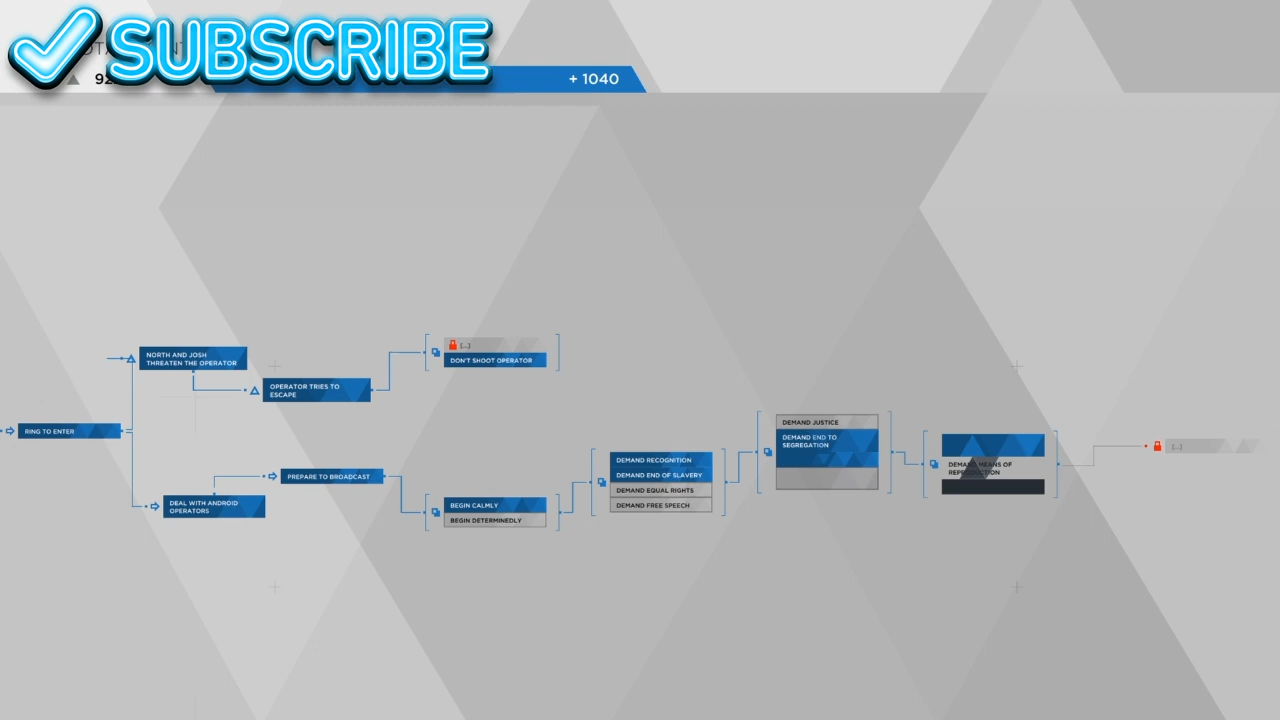 SUBSCRIBE
+ 1040
NORTH AND JOSH
THREATEN THE OPERATOR
[...]
DON'T SHOOT OPERATOR
OPERATOR TRIES TO
ESCAPE
RING TO ENTER
PREPARE TO BROADCAST
DEAL WITH ANDROID
OPERATORS
BEGIN CALMLY
BEGIN DETERMINEDLY
DEMAND RECOGNITION
DEMAND END OF SLAVERY
DEMAND EQUAL RIGHTS
DEMAND FREE SPEECH
DEMAND JUSTICE
DEMAND END TO
SEGREGATION
DEMAND MEANS OF
REPRODUCTION
[...]